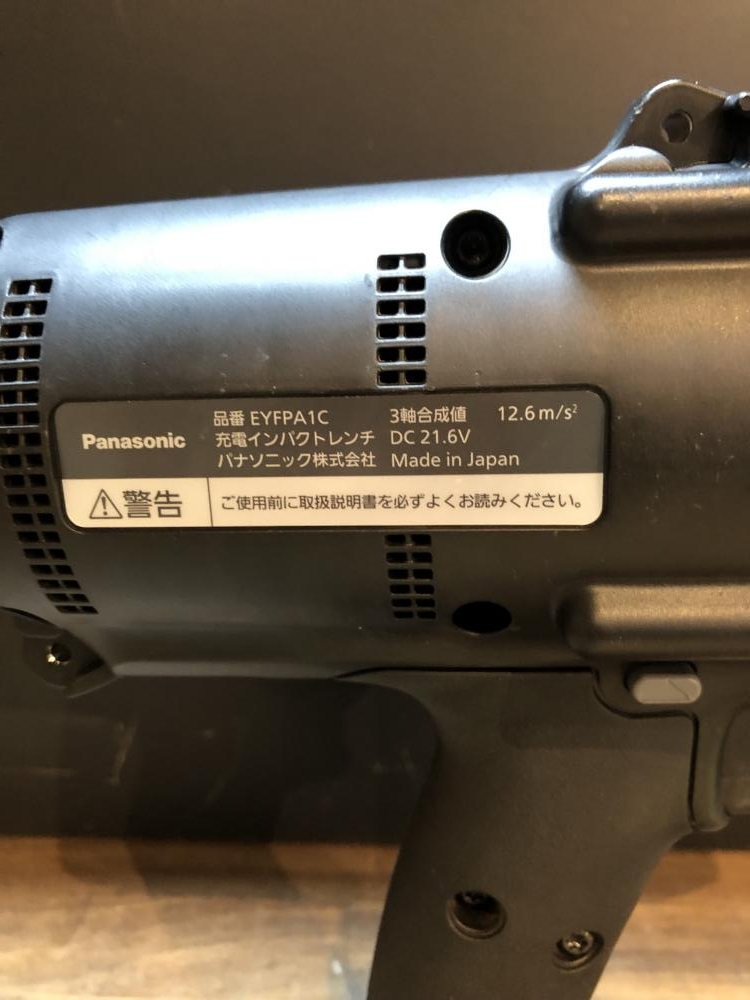 Panasonic
品番 EYFPA1C 3軸合成値 12.6m/s²
充電インパクトレンチ DC 21.6V
パナソニック株式会社 Made in Japan
警告 ご使用前に取扱説明書を必ずよくお読みください。